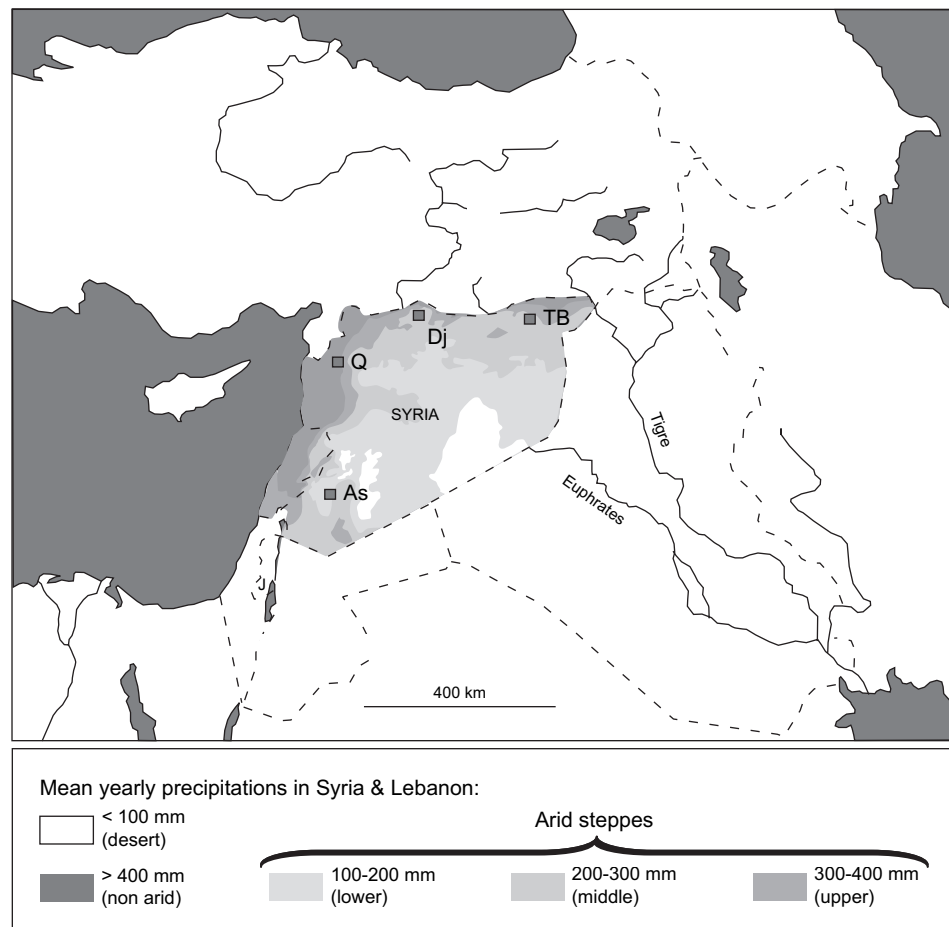 TB
Dj
Q
SYRIA
Tigre
As
Euphrates
J
400 km
Mean yearly precipitations in Syria & Lebanon:
< 100 mm
(desert)
Arid steppes
> 400 mm
(non arid)
100-200 mm
(lower)
200-300 mm
(middle)
300-400 mm
(upper)